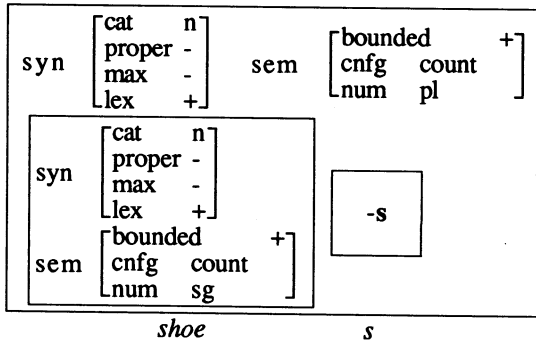 syn [cat n
proper -
max -
lex +]
sem [bounded +
cnfg count
num pl]
syn [cat n
proper -
max -
lex +]
sem [bounded +
cnfg count
num sg]
-s
shoe s